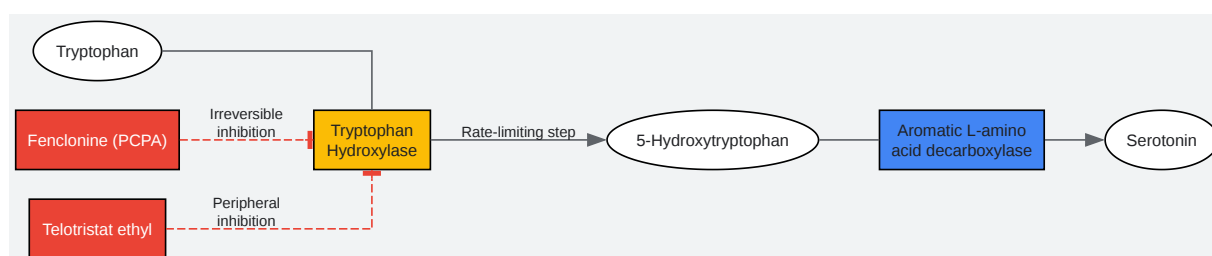 Tryptophan
Fenclonine (PCPA)
Irreversible
inhibition
Tryptophan
Hydroxylase
Rate-limiting step
5-Hydroxytryptophan
Aromatic L-amino
acid decarboxylase
Serotonin
Telotristat ethyl
Peripheral
inhibition